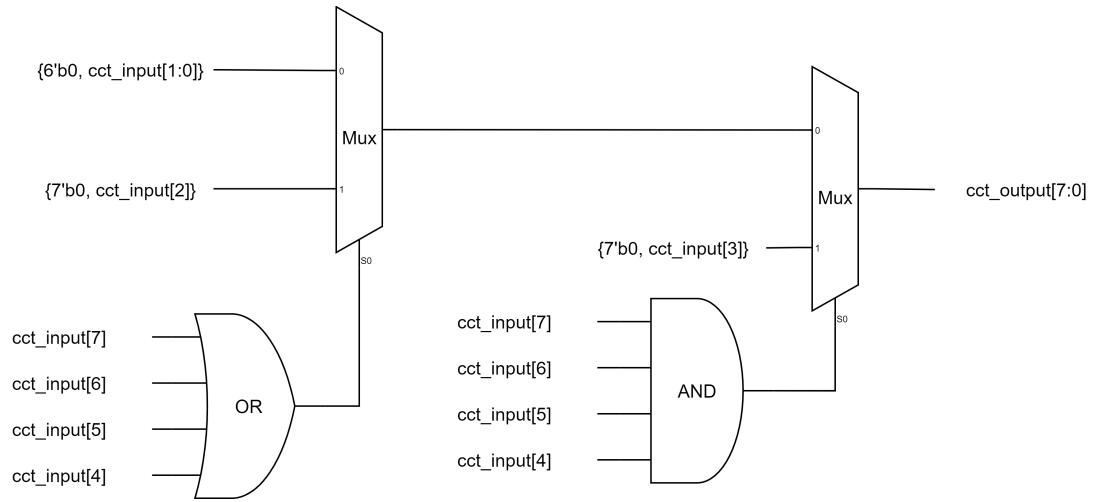 {6'b0, cct_input[1:0]}
0
Mux
{7'b0, cct_input[2]}
1
S0
cct_input[7]
cct_input[6]
OR
cct_input[5]
cct_input[4]
0
Mux
cct_output[7:0]
{7'b0, cct_input[3]}
1
S0
cct_input[7]
cct_input[6]
AND
cct_input[5]
cct_input[4]